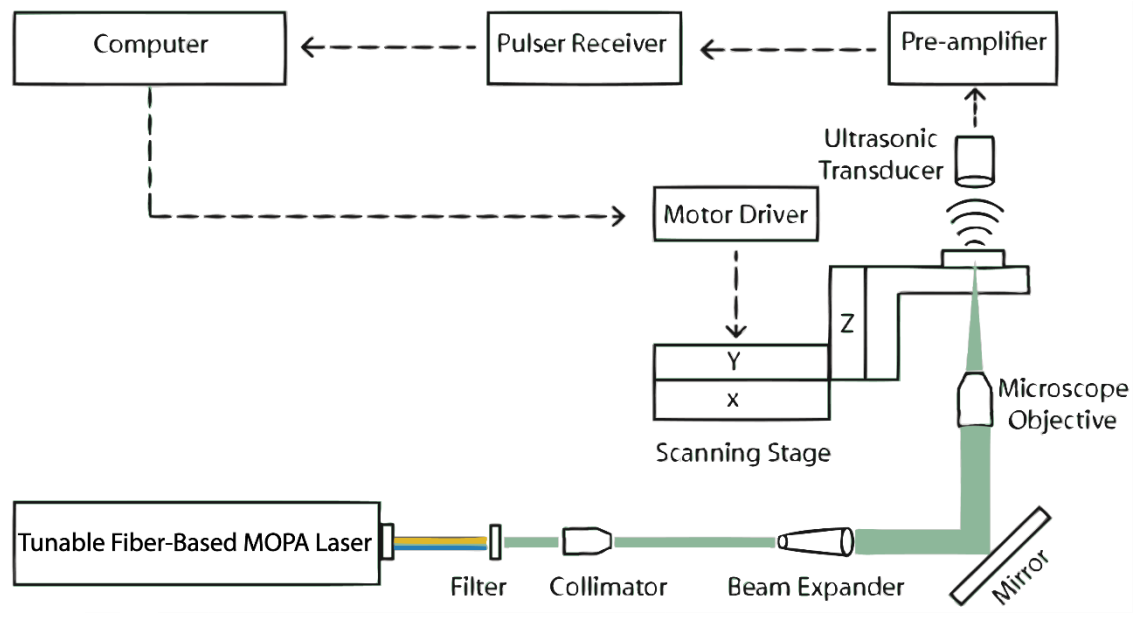 Computer
Pulser Receiver
Pre-amplifier
Ultrasonic
Transducer
Motor Driver
Z
Y
X
Scanning Stage
Microscope
Objective
Tunable Fiber-Based MOPA Laser
Filter
Collimator
Beam Expander
Mirror